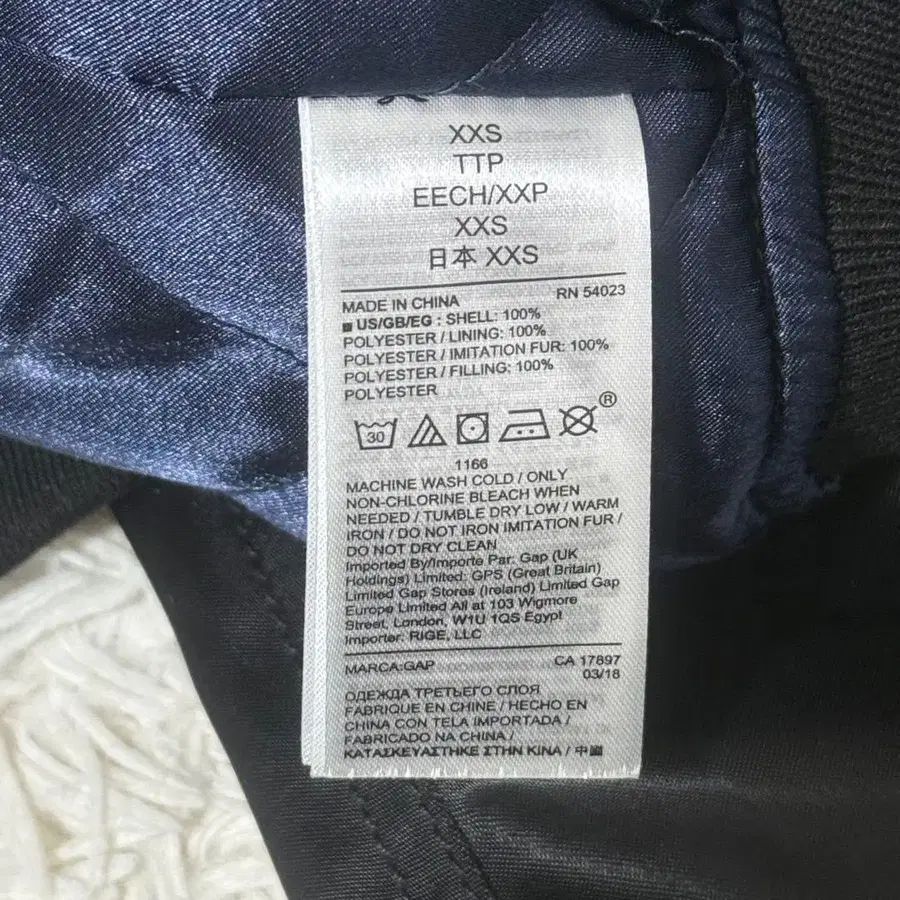 XXS
TTP
EECH/XXP
XXS
日本 XXS
MADE IN CHINA RN 54023
US/GB/EG : SHELL: 100%
POLYESTER / LINING: 100%
POLYESTER / IMITATION FUR: 100%
POLYESTER / FILLING: 100%
POLYESTER
30 ®
1166
MACHINE WASH COLD / ONLY
NON-CHLORINE BLEACH WHEN
NEEDED / TUMBLE DRY LOW / WARM
IRON / DO NOT IRON IMITATION FUR /
DO NOT DRY CLEAN
Imported By/Importe Par: Gap (UK
Holdings) Limited: GPS (Great Britain)
Limited Gap Stores (Ireland) Limited Gap
Europe Limited All at 103 Wigmore
Street, London, W1U 1QS Egypt
Importer: RIGE, LLC
MARCA:GAP CA 17897
03/18
ОДЕЖДА ТРЕТЬЕГО СЛОЯ
FABRIQUE EN CHINE / HECHO EN
CHINA CON TELA IMPORTADA /
FABRICADO NA CHINA /
ΚΑΤΑΣΚΕΥΑΣΤΗΚΕ ΣΤΗΝ ΚΙΝΑ / 中國